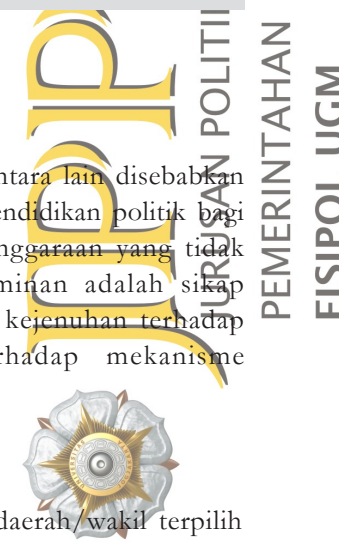 ntara lain disebabkan
endidikan politik bagi
nggaraan yang tidak
minan adalah sikap
kejenuhan terhadap
rhadap mekanisme
daerah/wakil terpilih
JPP
JURUSAN POLITI
PEMERINTAHAN
FISIPOL UGM